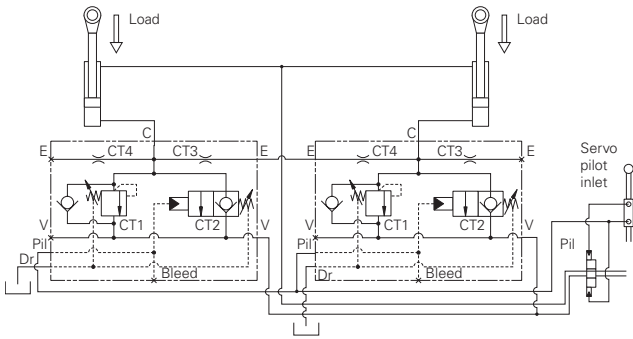 Load
Load
C
C
E
CT4
CT3
E
CT4
CT3
E
Servo
pilot
inlet
CT1
CT2
CT1
CT2
V
V
V
V
Pil
Pil
Pil
Dr
Bleed
Dr
Bleed